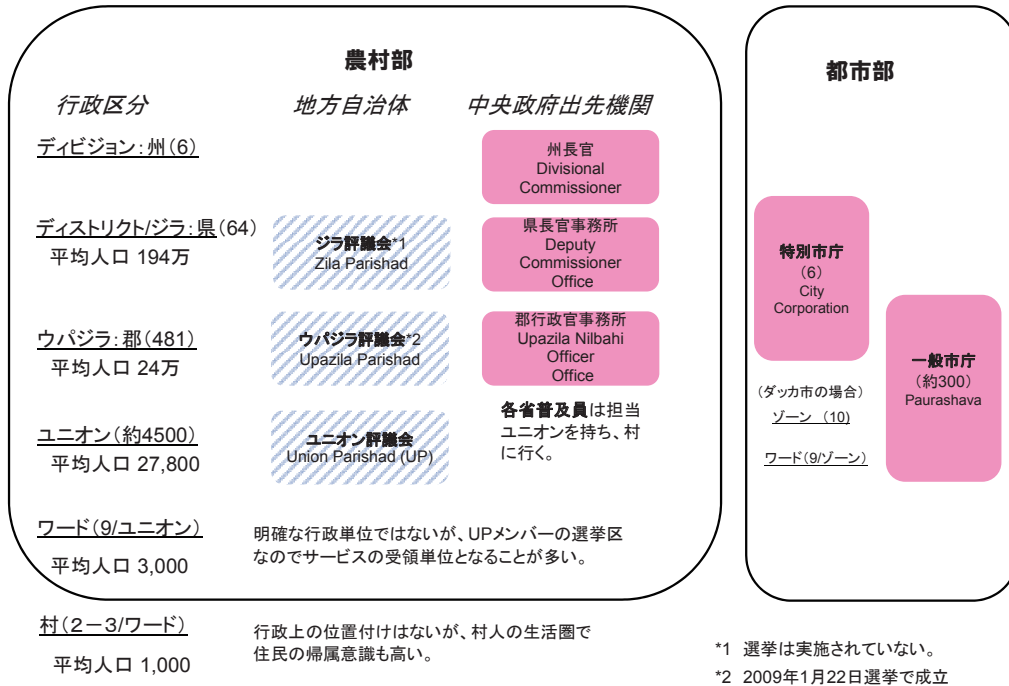 農村部
行政区分
地方自治体
中央政府出先機関
ディビジョン:州(6)
州長官
Divisional
Commissioner
ディストリクト/ジラ:県(64)
平均人口 194万
ジラ評議会*1
Zila Parishad
県長官事務所
Deputy
Commissioner
Office
ウパジラ:郡(481)
平均人口 24万
ウパジラ評議会*2
Upazila Parishad
郡行政官事務所
Upazila Nilbahi
Officer
Office
ユニオン(約4500)
平均人口 27,800
ユニオン評議会
Union Parishad (UP)
各省普及員は担当
ユニオンを持ち、村
に行く。
ワード(9/ユニオン)
平均人口 3,000
明確な行政単位ではないが、UPメンバーの選挙区
なのでサービスの受領単位となることが多い。
村(2-3/ワード)
平均人口 1,000
行政上の位置付けはないが、村人の生活圏で
住民の帰属意識も高い。
都市部
特別市庁
(6)
City
Corporation
(ダッカ市の場合)
ゾーン (10)
ワード(9/ゾーン)
一般市庁
(約300)
Paurashava
*1 選挙は実施されていない。
*2 2009年1月22日選挙で成立